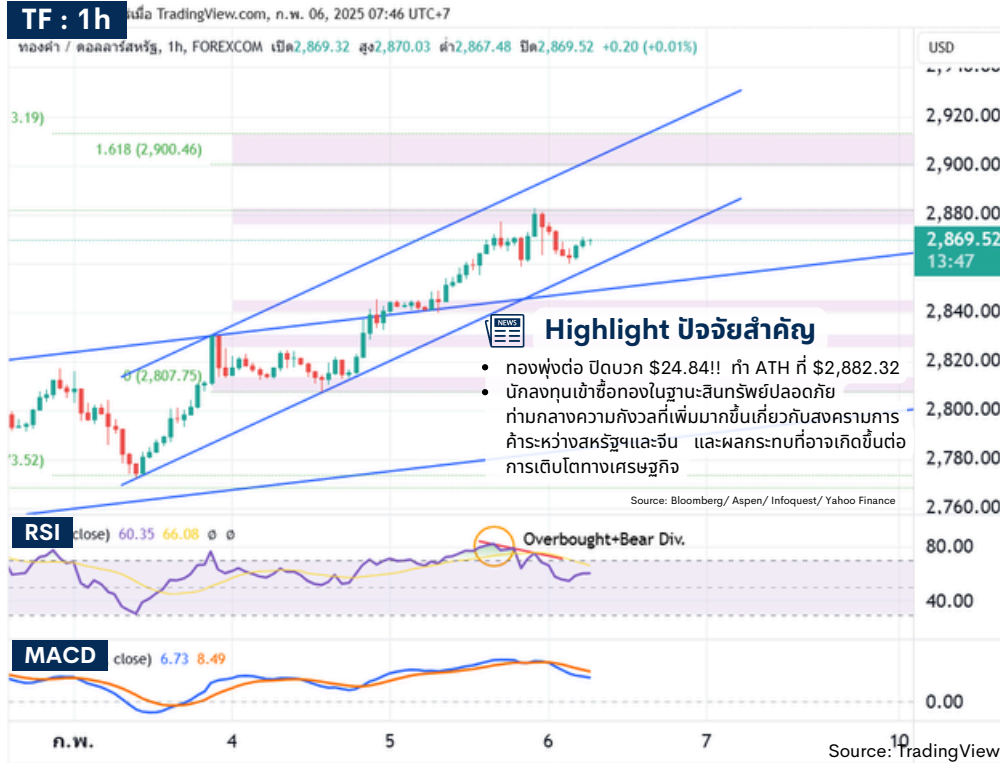 TF : 1h
เมื่อ TradingView.com, ก.พ. 06, 2025 07:46 UTC+7
ทองคำ / ดอลลาร์สหรัฐ, 1h, FOREXCOM เปิด2,869.32 สูง2,870.03 ต่ำ2,867.48 ปิด2,869.52 +0.20 (+0.01%)
USD
2,920.00
3.19)
1.618 (2,900.46)
2,900.00
2,880.00
2,869.52
13:47
2,840.00
Highlight ปัจจัยสำคัญ
NEWS
2,820.00
0 (2,807.75)
2,800.00
2,780.00
2,760.00
• ทองพุ่งต่อ ปิดบวก $24.84!! ทำ ATH ที่ $2,882.32
• นักลงทุนเข้าซื้อทองในฐานะสินทรัพย์ปลอดภัย
ท่ามกลางความกังวลที่เพิ่มมากขึ้นเกี่ยวกับสงครามการ
ค้าระหว่างสหรัฐฯและจีน และผลกระทบที่อาจเกิดขึ้นต่อ
การเติบโตทางเศรษฐกิจ
3.52)
Source: Bloomberg/ Aspen/ Infoquest/ Yahoo Finance
RSI
close) 60.35 66.08 ø ø
Overbought+Bear Div.
80.00
40.00
MACD
close) 6.73 8.49
0.00
ก.พ. 4 5 6 7 10
Source: TradingView